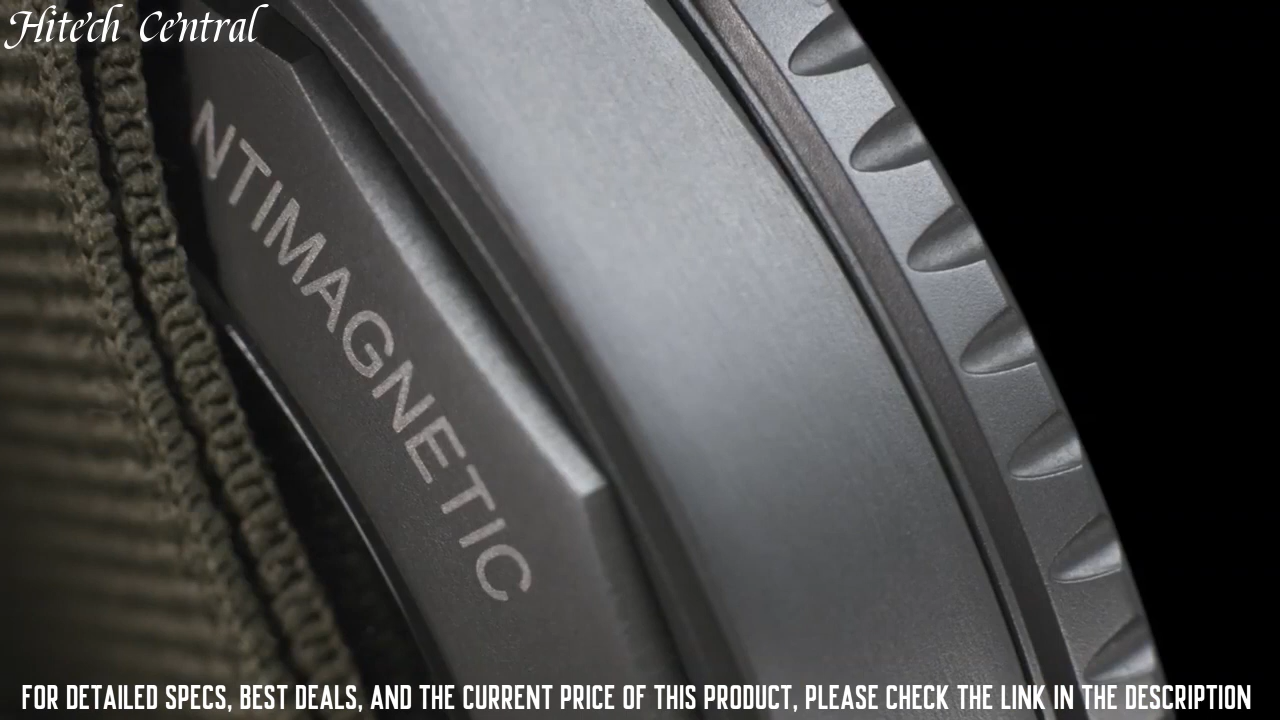 Hitech Central
NTIMAGNETIC
FOR DETAILED SPECS, BEST DEALS, AND THE CURRENT PRICE OF THIS PRODUCT, PLEASE CHECK THE LINK IN THE DESCRIPTION